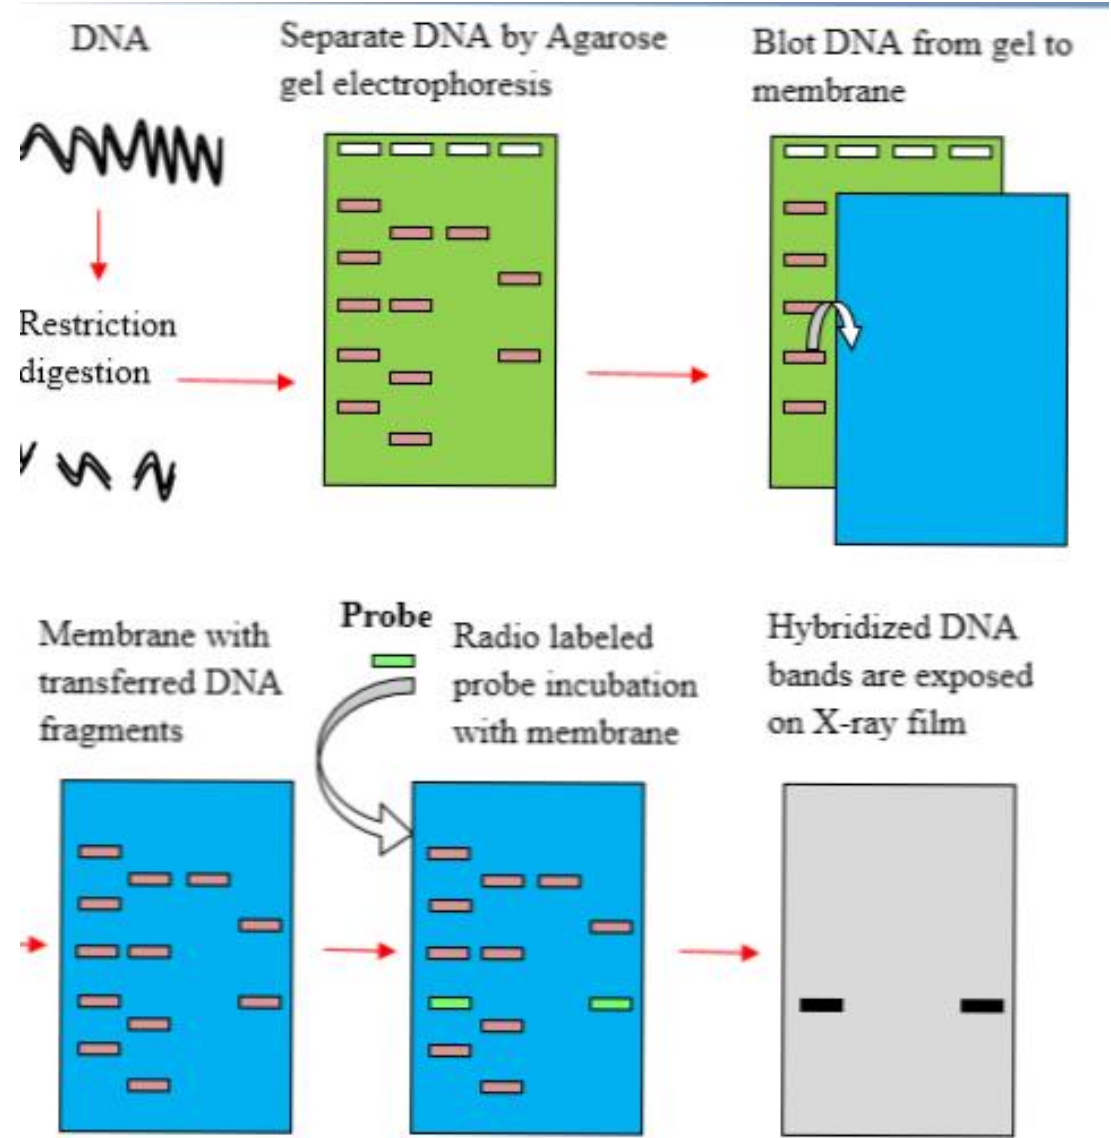 DNA
Separate DNA by Agarose
gel electrophoresis
Blot DNA from gel to
membrane
Restriction
digestion
Membrane with
transferred DNA
fragments
Probe
Radio labeled
probe incubation
with membrane
Hybridized DNA
bands are exposed
on X-ray film